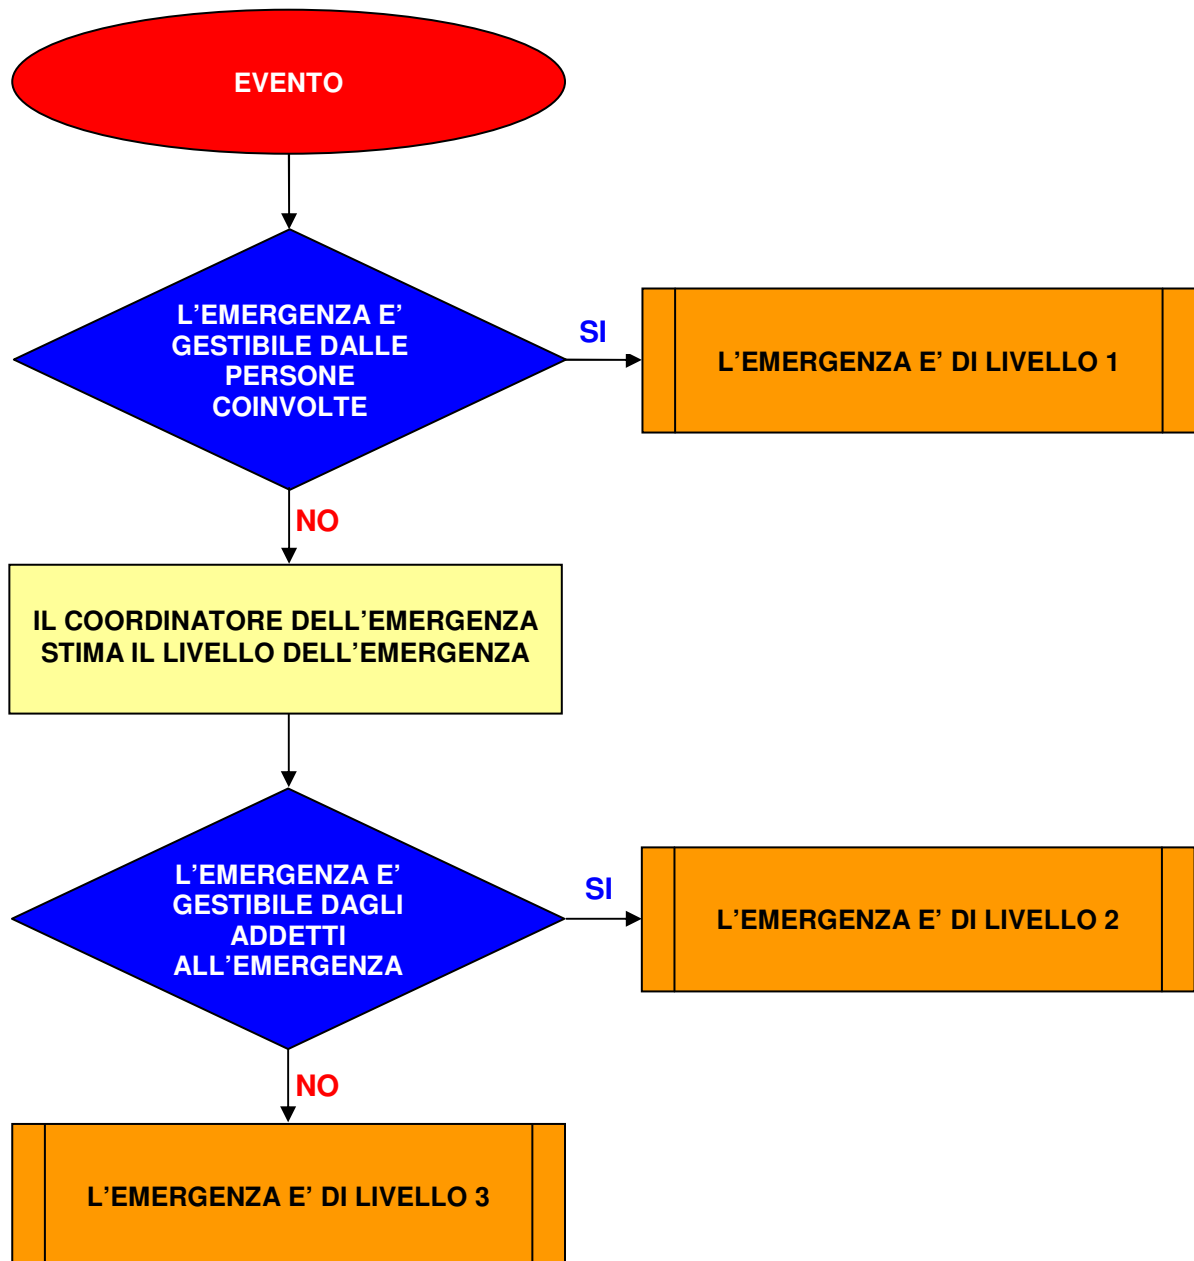 EVENTO
L’EMERGENZA E’
GESTIBILE DALLE
PERSONE
COINVOLTE
SI
L’EMERGENZA E’ DI LIVELLO 1
NO
IL COORDINATORE DELL’EMERGENZA
STIMA IL LIVELLO DELL’EMERGENZA
L’EMERGENZA E’
GESTIBILE DAGLI
ADDETTI
ALL’EMERGENZA
SI
L’EMERGENZA E’ DI LIVELLO 2
NO
L’EMERGENZA E’ DI LIVELLO 3